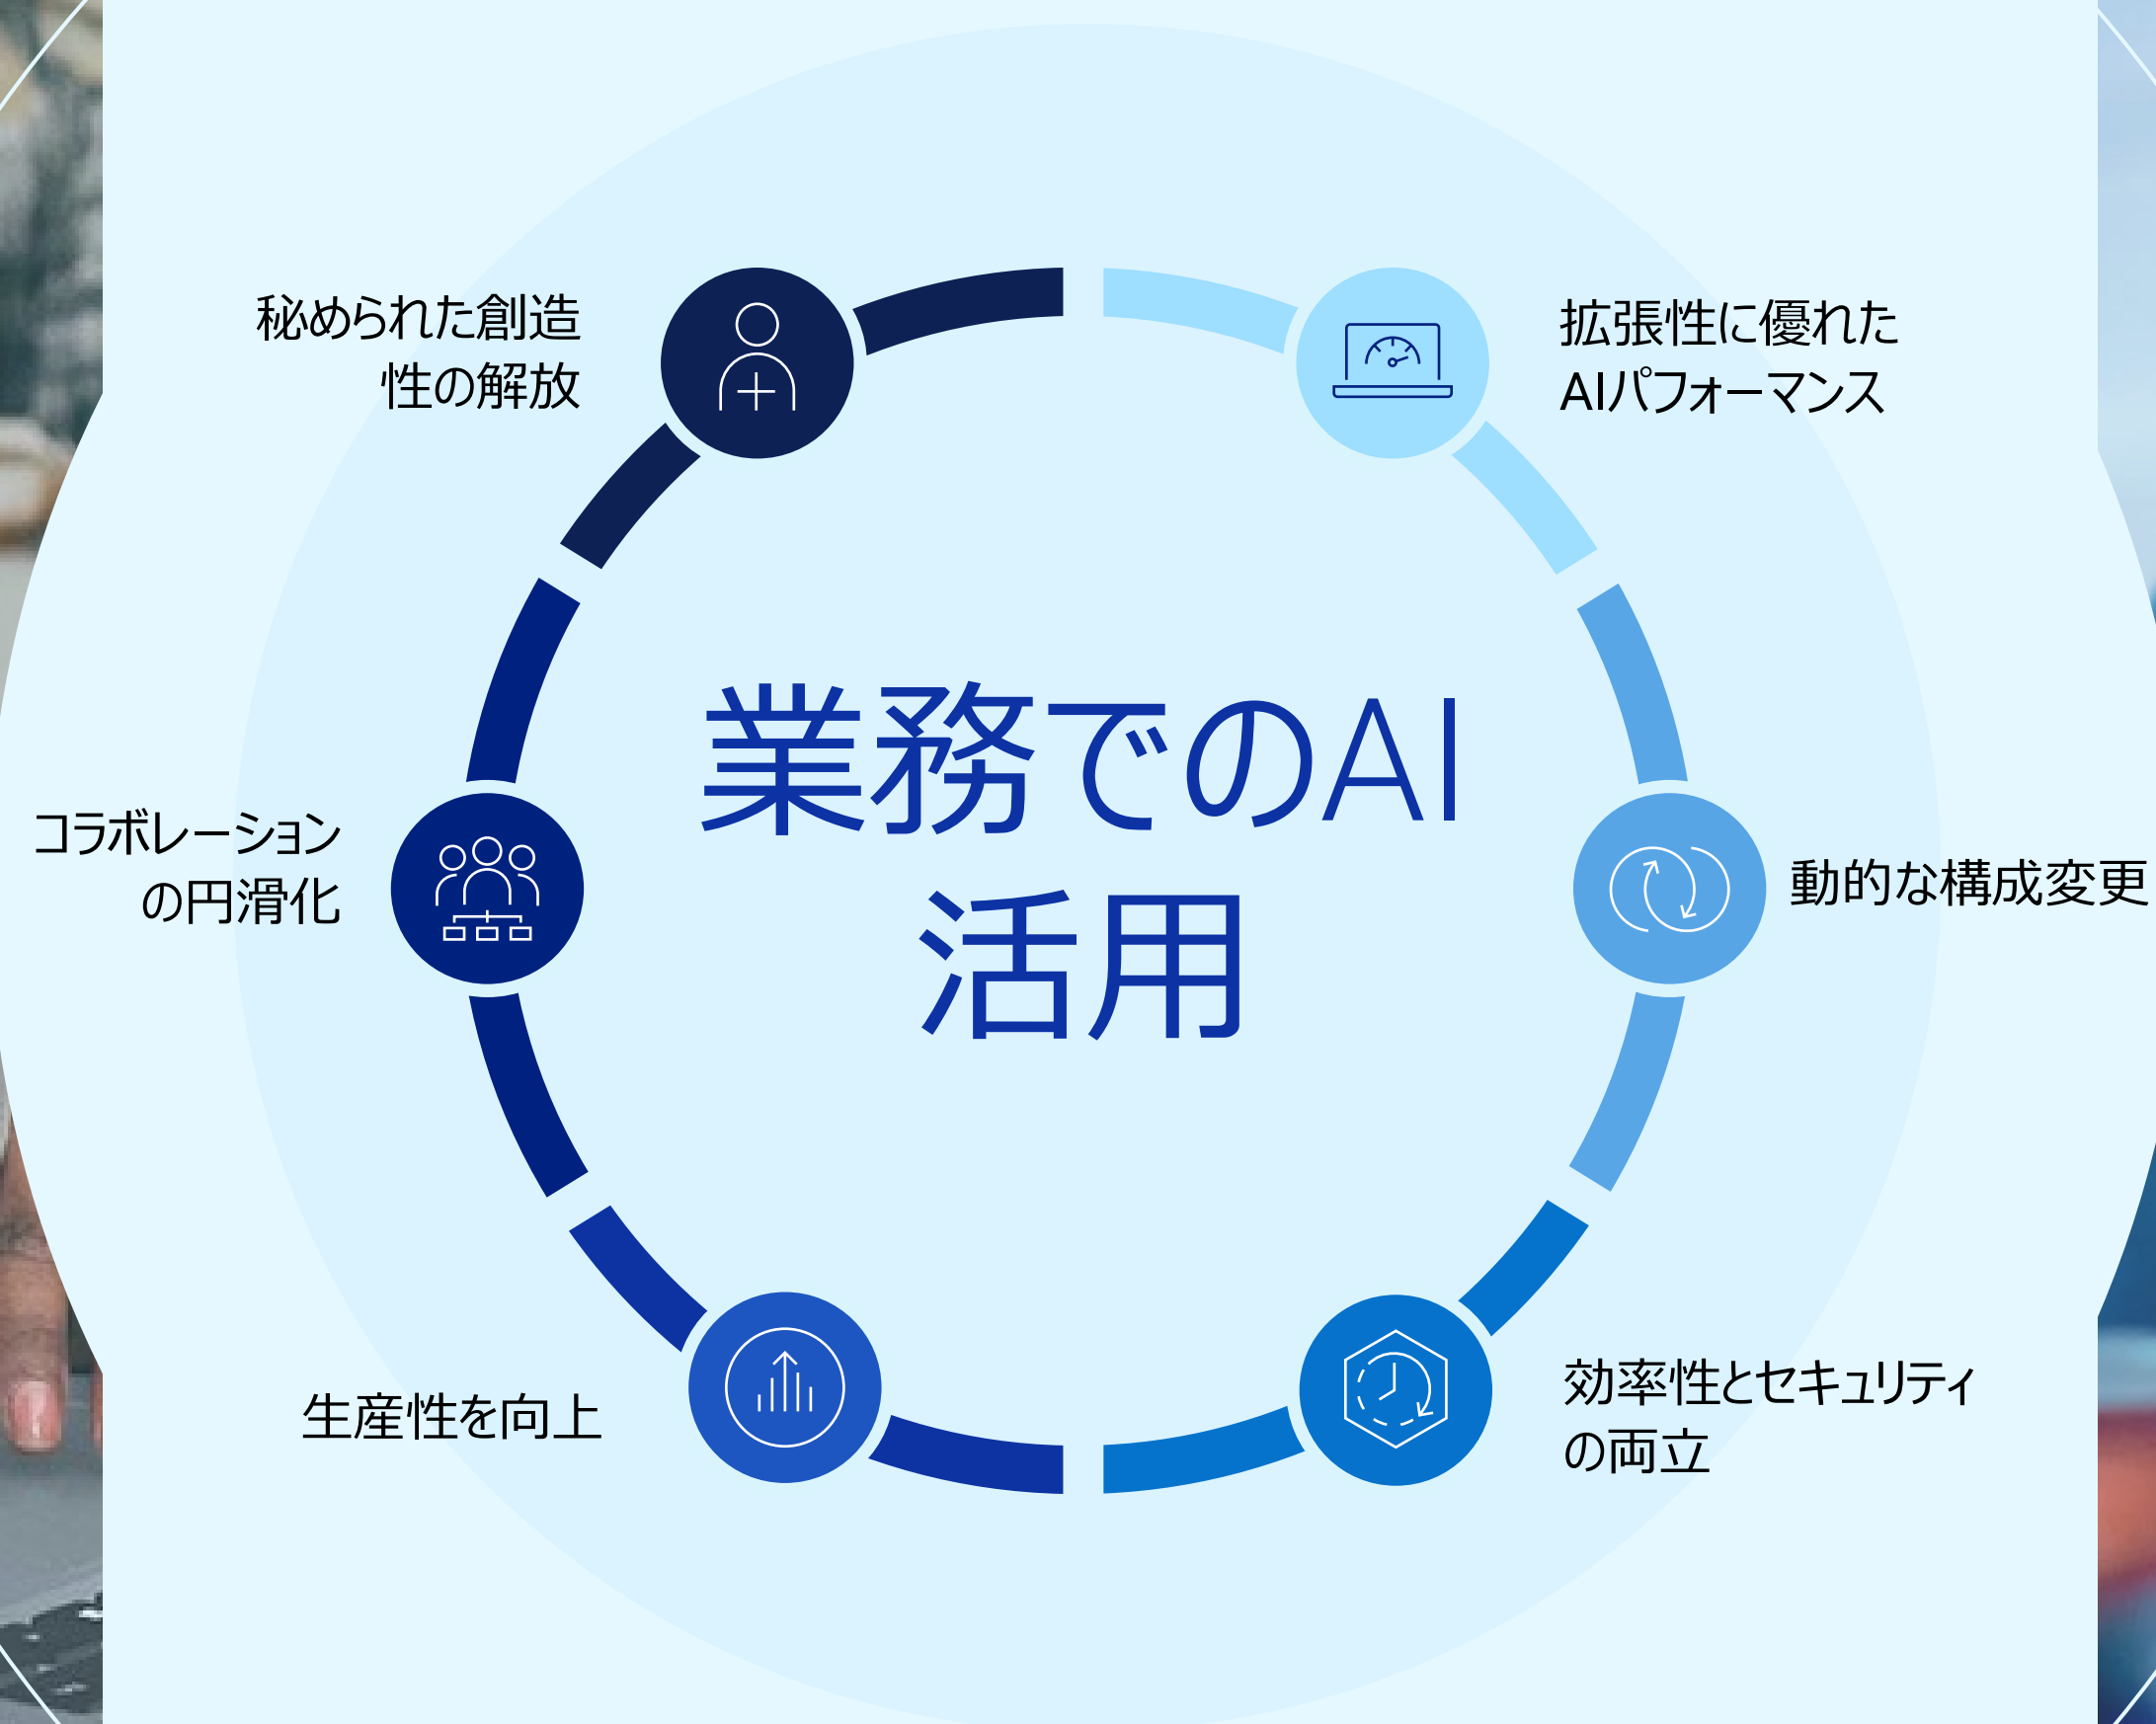 秘められた創造
性の解放
拡張性に優れた
AIパフォーマンス
業務でのAI
活用
コラボレーション
の円滑化
動的な構成変更
生産性を向上
効率性とセキュリティ
の両立